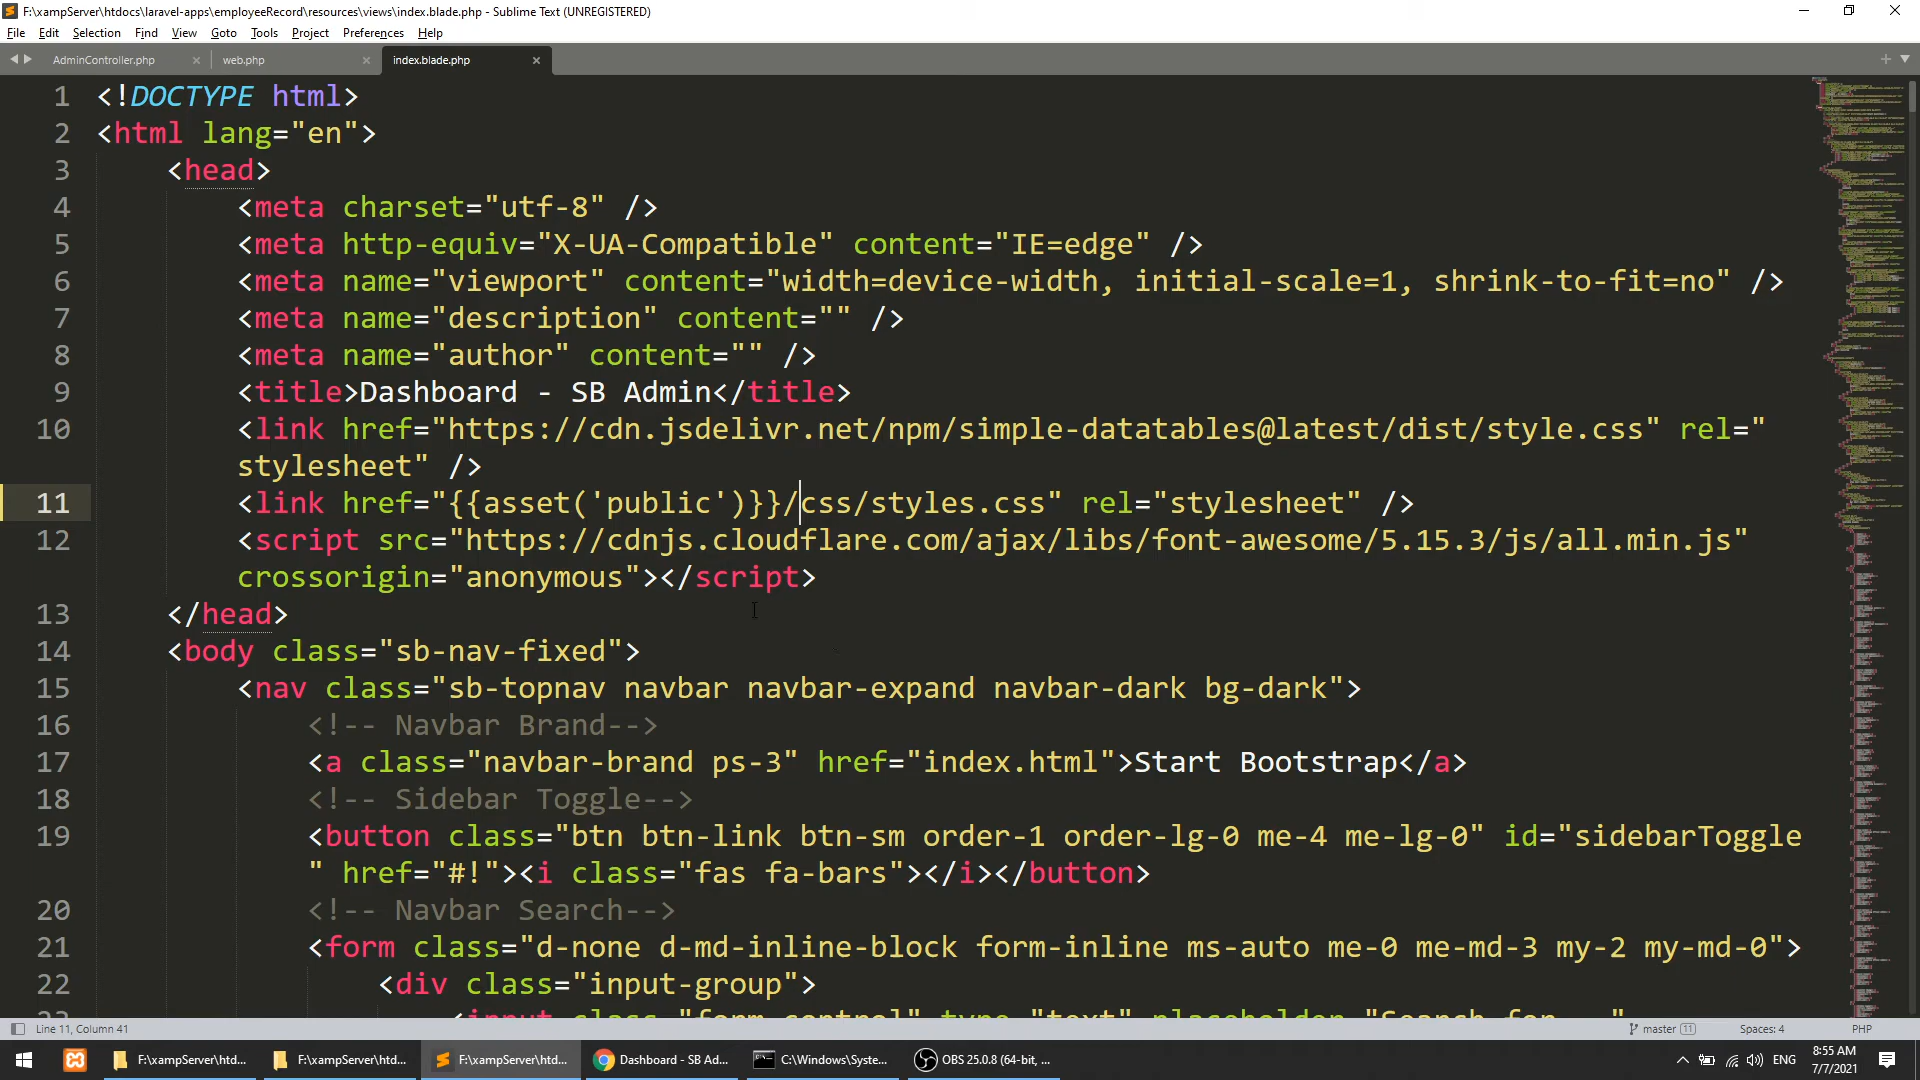 F:\xampServer\htdocs\laravel-apps\employeeRecord\resources\views\index.blade.php - Sublime Text (UNREGISTERED)
File Edit Selection Find View Goto Tools Project Preferences Help
AdminController.php × web.php × index.blade.php ×
1 <!DOCTYPE html>
2 <html lang="en">
3 <head>
4 <meta charset="utf-8" />
5 <meta http-equiv="X-UA-Compatible" content="IE=edge" />
6 <meta name="viewport" content="width=device-width, initial-scale=1, shrink-to-fit=no" />
7 <meta name="description" content="" />
8 <meta name="author" content="" />
9 <title>Dashboard - SB Admin</title>
10 <link href="https://cdn.jsdelivr.net/npm/simple-datatables@latest/dist/style.css" rel="
stylesheet" />
11 <link href="{{asset('public')}}/css/styles.css" rel="stylesheet" />
12 <script src="https://cdnjs.cloudflare.com/ajax/libs/font-awesome/5.15.3/js/all.min.js"
crossorigin="anonymous"></script>
13 </head>
14 <body class="sb-nav-fixed">
15 <nav class="sb-topnav navbar navbar-expand navbar-dark bg-dark">
16 <!-- Navbar Brand-->
17 <a class="navbar-brand ps-3" href="index.html">Start Bootstrap</a>
18 <!-- Sidebar Toggle-->
19 <button class="btn btn-link btn-sm order-1 order-lg-0 me-4 me-lg-0" id="sidebarToggle
" href="#!"><i class="fas fa-bars"></i></button>
20 <!-- Navbar Search-->
21 <form class="d-none d-md-inline-block form-inline ms-auto me-0 me-md-3 my-2 my-md-0">
22 <div class="input-group">
Line 11, Column 41 master 11 Spaces: 4 PHP
F:\xampServer\htd... F:\xampServer\htd... F:\xampServer\htd... Dashboard - SB Ad... C:\Windows\Syste... OBS 25.0.8 (64-bit, ... ENG 8:55 AM
7/7/2021